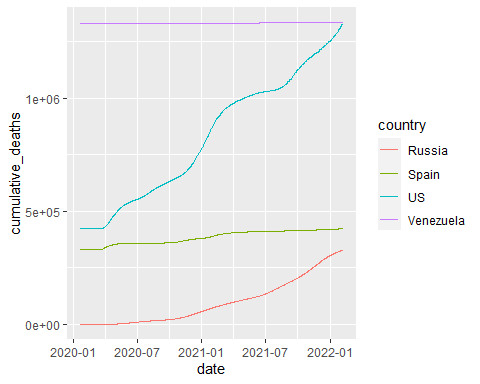 cumulative_deaths
1e+06
5e+05
0e+00
2020-01 2020-07 2021-01 2021-07 2022-01
date
country
Russia
Spain
US
Venezuela